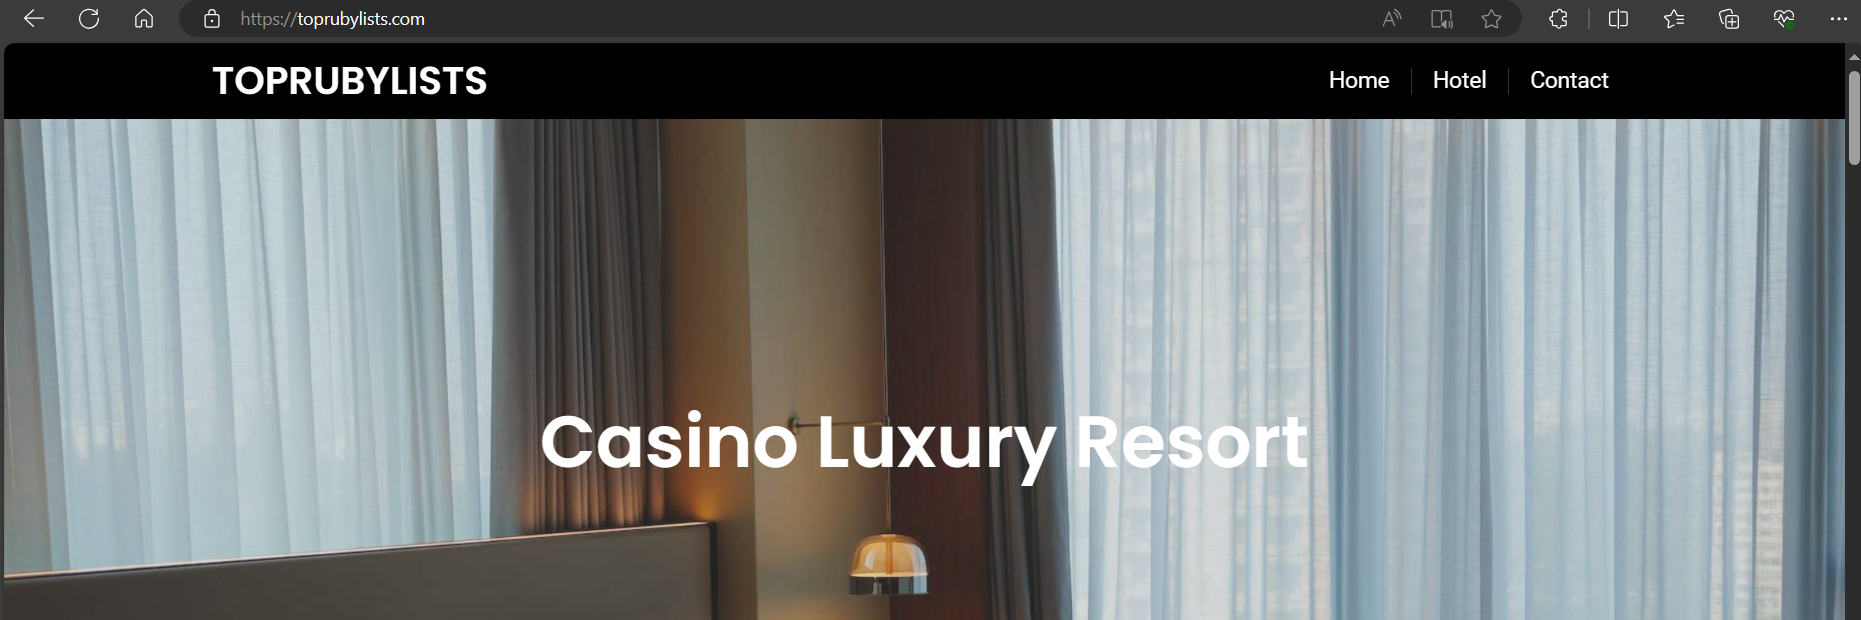 https://toprubylists.com
TOPRUBYLISTS
Home
Hotel
Contact
Casino Luxury Resort